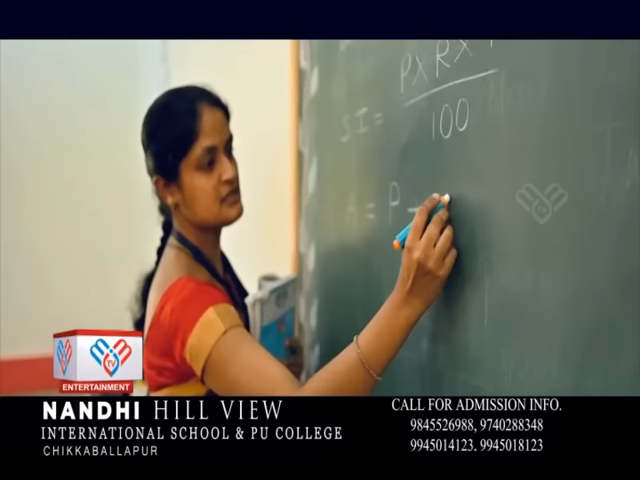 P X R X
SI =
100
A = P -
TV
ENTERTAINMENT
NANDHI HILL VIEW
INTERNATIONAL SCHOOL & PU COLLEGE
CHIKKABALLAPUR
CALL FOR ADMISSION INFO.
9845526988, 9740288348
9945014123, 9945018123